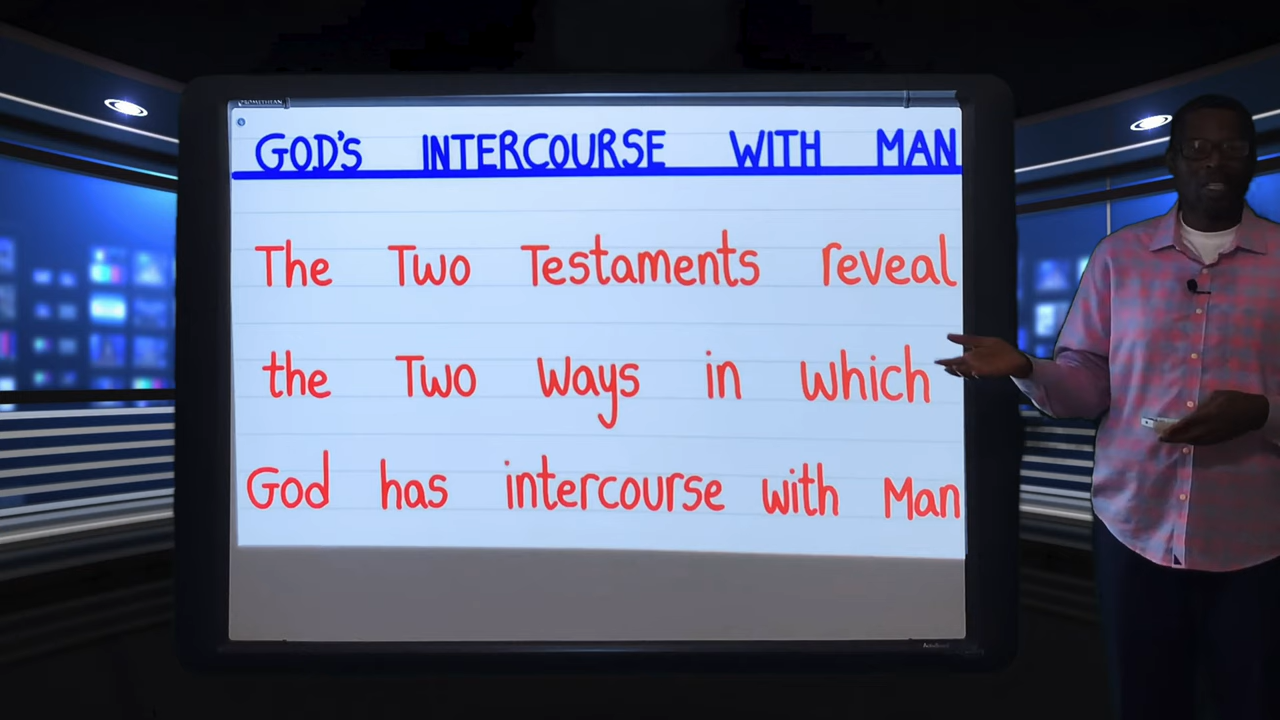 GOD'S INTERCOURSE WITH MAN
The Two Testaments reveal
the Two Ways in which
God has intercourse with Man